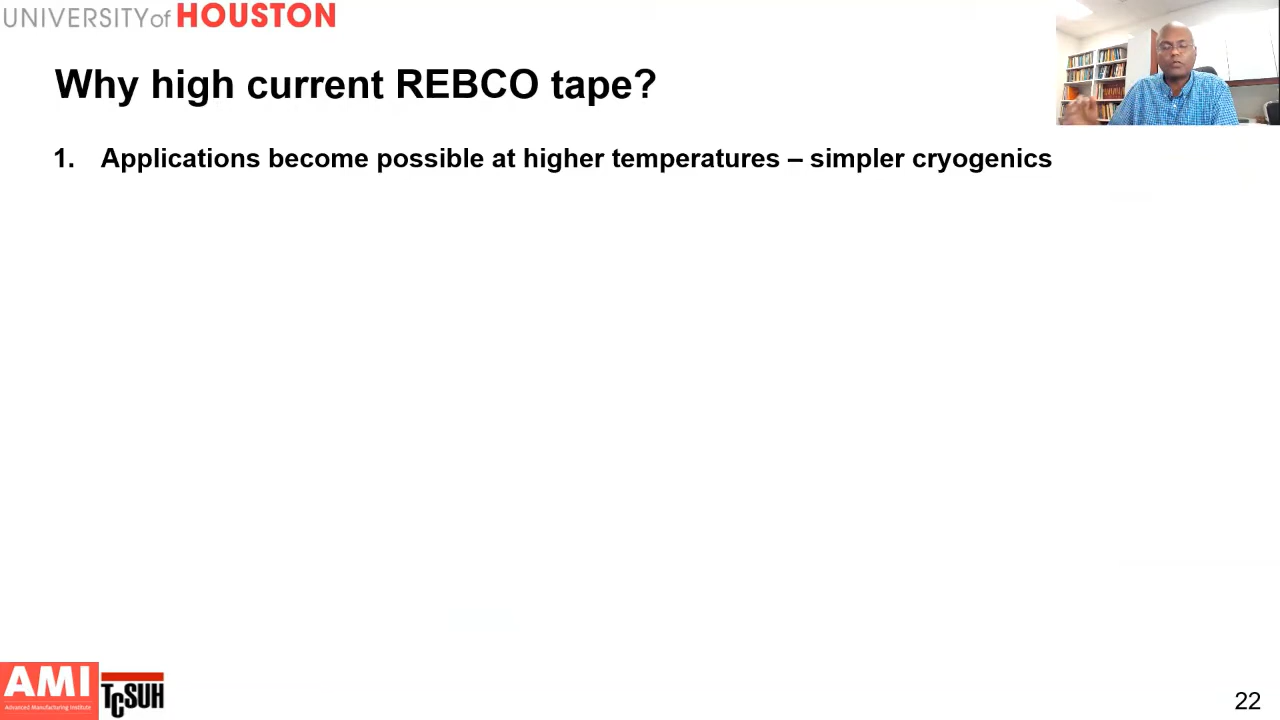 UNIVERSITYof HOUSTON
Why high current REBCO tape?
1. Applications become possible at higher temperatures – simpler cryogenics
AMI
Advanced Manufacturing Institute
TCSUH
22